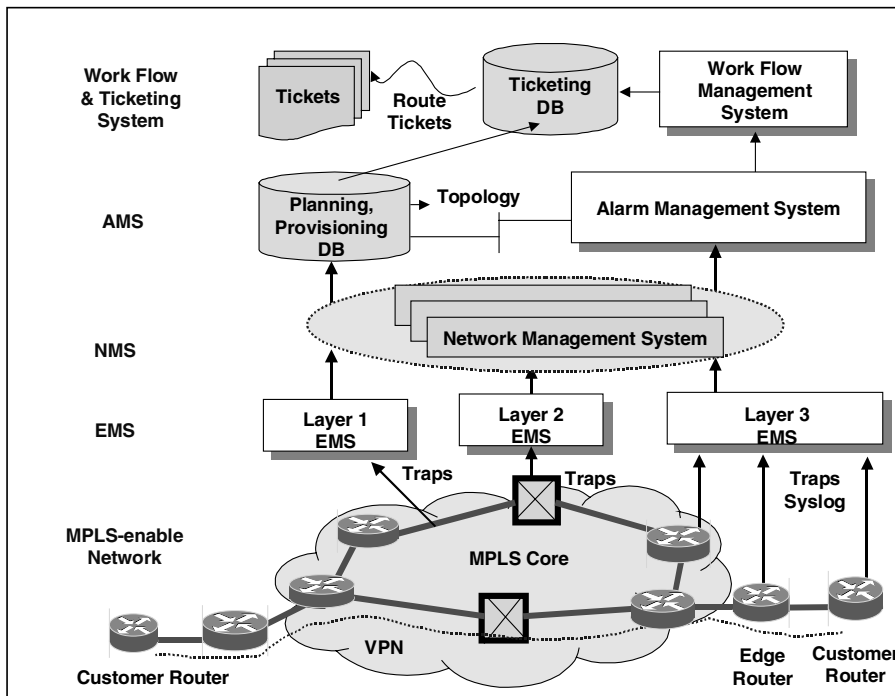 Work Flow
& Ticketing
System
Tickets
Route
Tickets
Ticketing
DB
Work Flow
Management
System
AMS
Planning,
Provisioning
DB
Topology
Alarm Management System
NMS
Network Management System
EMS
Layer 1
EMS
Layer 2
EMS
Layer 3
EMS
Traps
Traps
Traps
Syslog
MPLS-enable
Network
MPLS Core
VPN
Customer Router
Edge
Router
Customer
Router